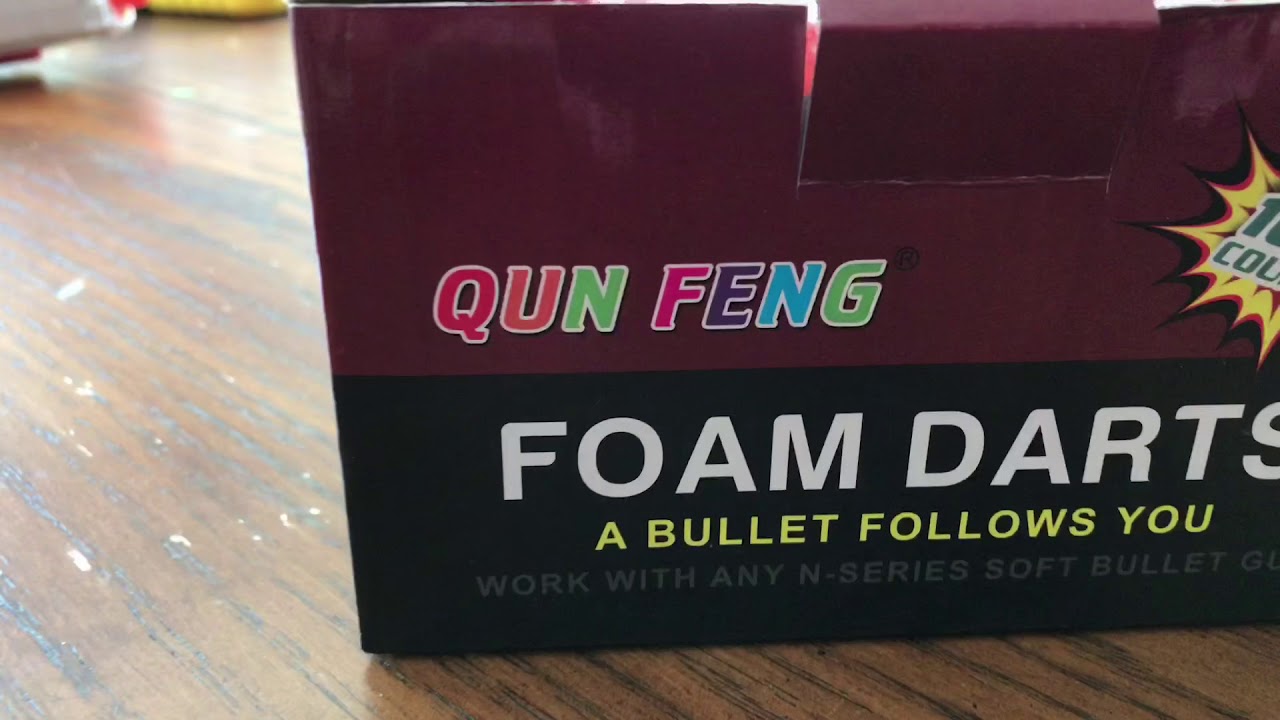 QUN FENG ®
FOAM DARTS
A BULLET FOLLOWS YOU
WORK WITH ANY N-SERIES SOFT BULLET